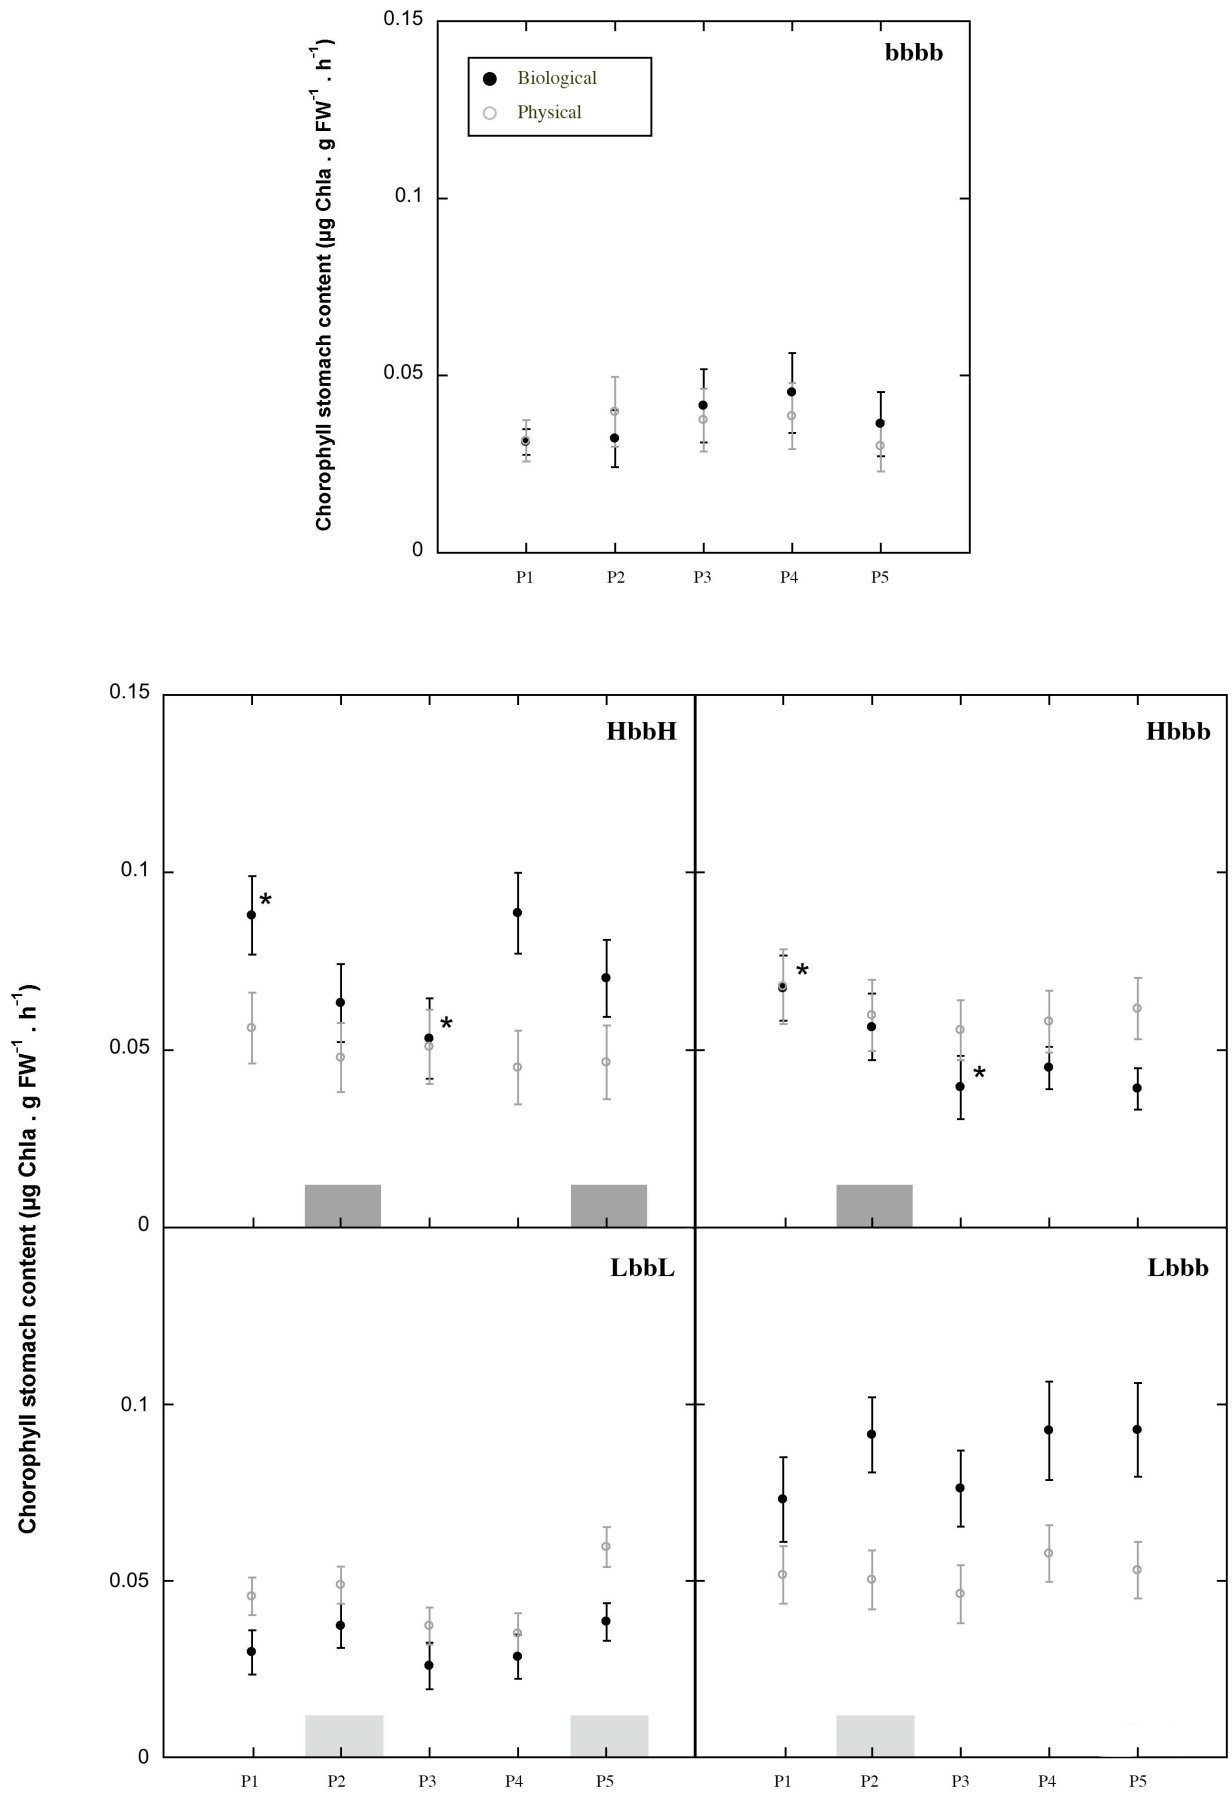 0.15
bbbb
Biological
Physical
0.1
0.05
0
P1 P2 P3 P4 P5
Chorophyll stomach content (µg Chla . g FW-1 . h-1)
0.15
HbbH
Hbbb
0.1
*
*
*
*
0.05
0
LbbL
Lbbb
0.1
0.05
0
P1 P2 P3 P4 P5 P1 P2 P3 P4 P5
Chorophyll stomach content (µg Chla . g FW-1 . h-1)